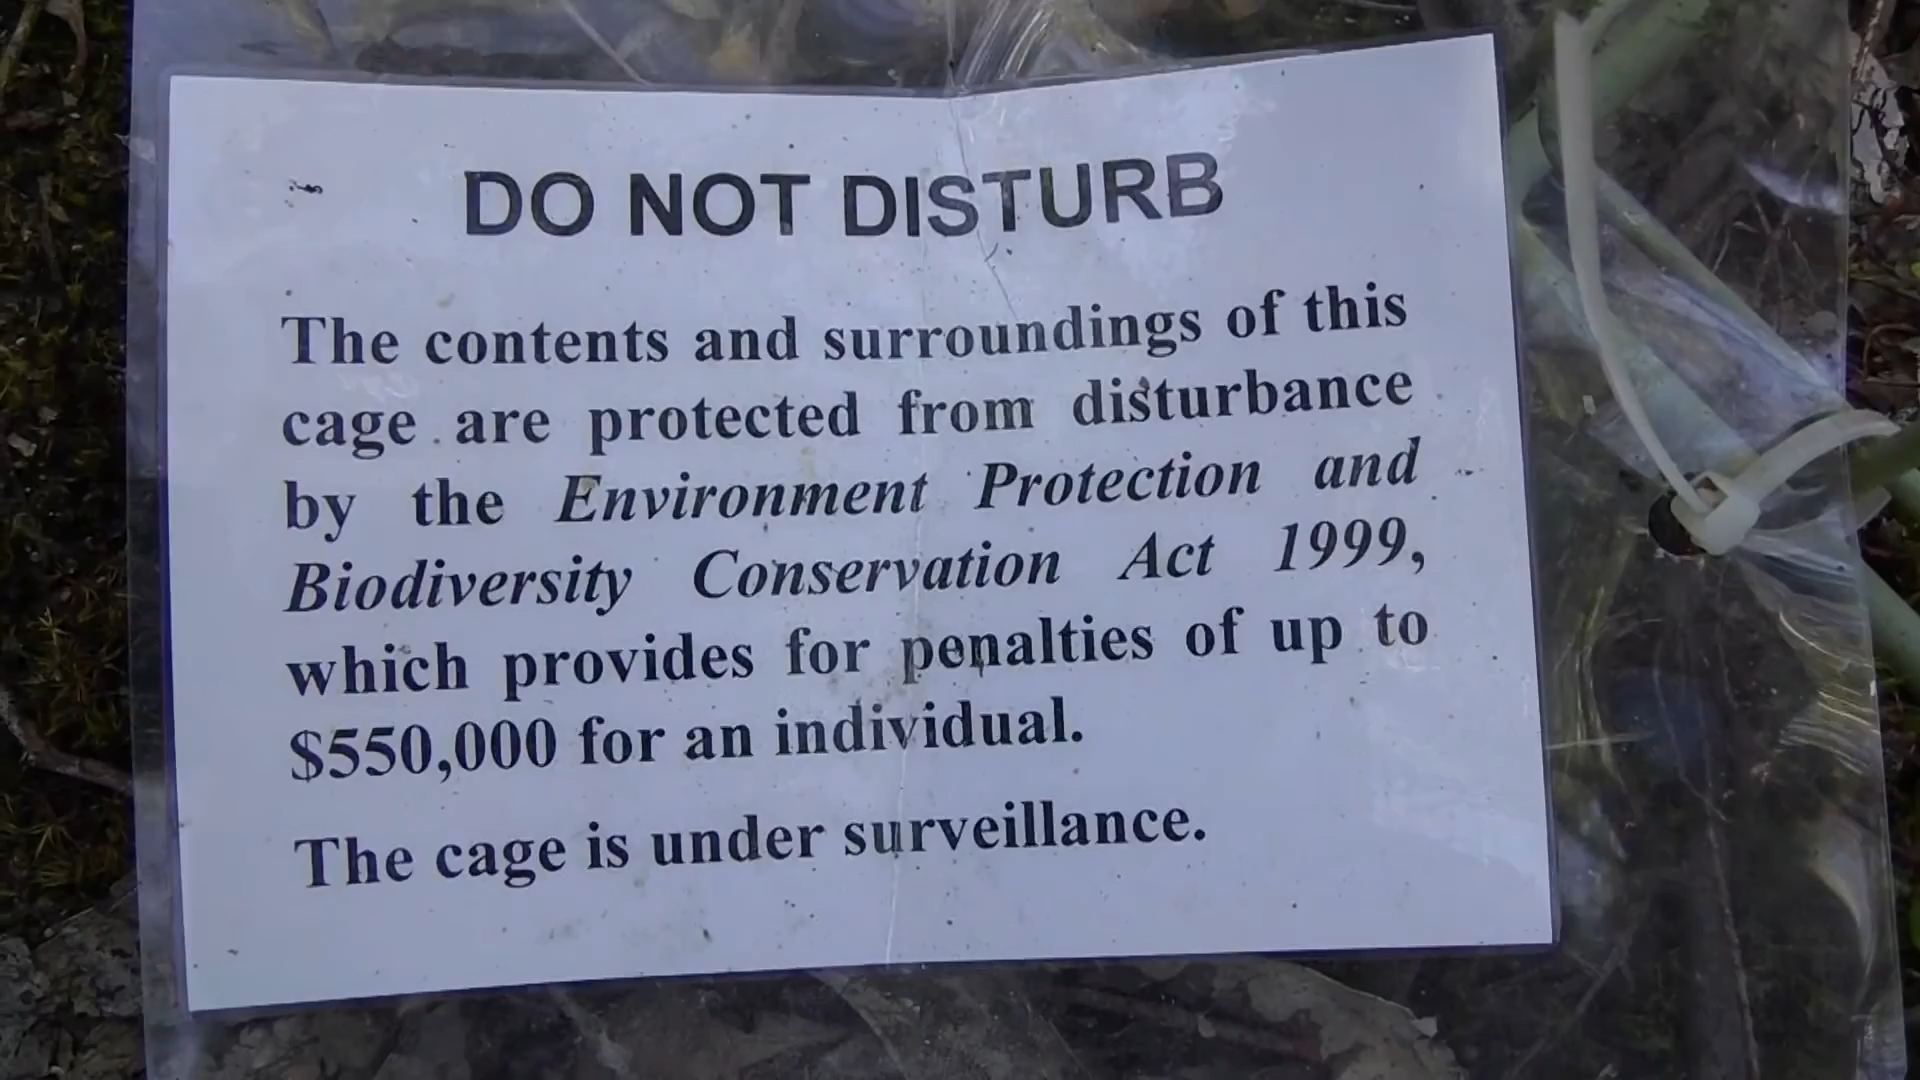 DO NOT DISTURB
The contents and surroundings of this
cage are protected from disturbance
by the Environment Protection and
Biodiversity Conservation Act 1999,
which provides for penalties of up to
$550,000 for an individual.
The cage is under surveillance.